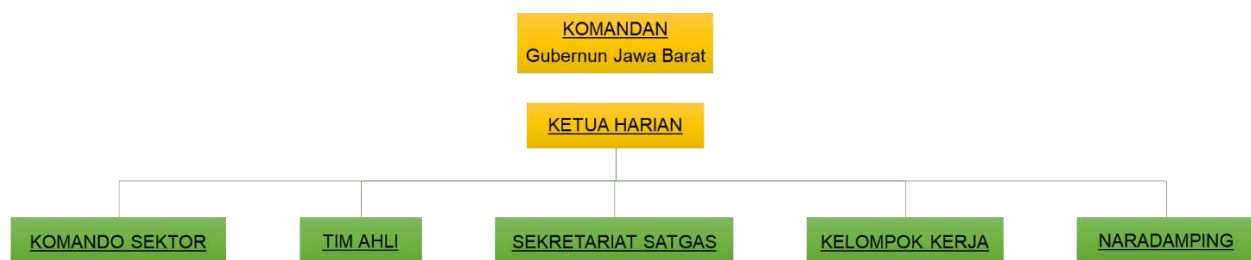 KOMANDAN
Gubernun Jawa Barat
KETUA HARIAN
KOMANDO SEKTOR
TIM AHLI
SEKRETARIAT SATGAS
KELOMPOK KERJA
NARADAMPING